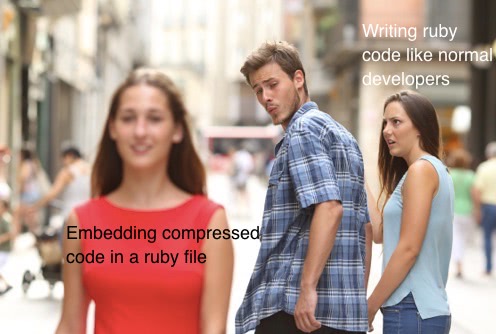 Writing ruby
code like normal
developers
Embedding compressed
code in a ruby file